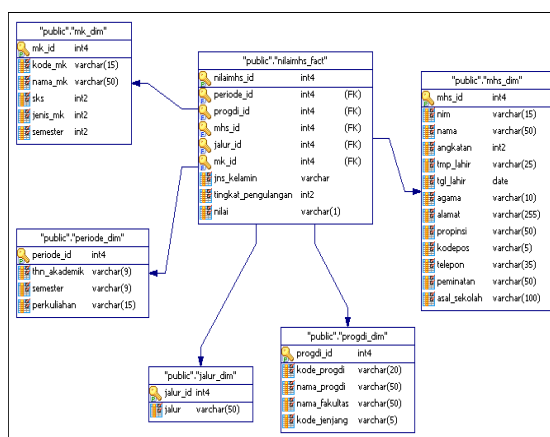 "public"."mk_dim"
mk_id int4
kode_mk varchar(15)
nama_mk varchar(50)
sks int2
jenis_mk int2
semester int2
"public"."nilaimhs_fact"
nilaimhs_id int4
periode_id int4 (FK)
progdi_id int4 (FK)
mhs_id int4 (FK)
jalur_id int4 (FK)
mk_id int4 (FK)
jns_kelamin varchar
tingkat_pengulangan int2
nilai varchar(1)
"public"."mhs_dim"
mhs_id int4
nim varchar(15)
nama varchar(50)
angkatan int2
tmp_lahir varchar(25)
tgl_lahir date
agama varchar(10)
alamat varchar(255)
propinsi varchar(50)
kodepos varchar(5)
telepon varchar(35)
peminatan varchar(50)
asal_sekolah varchar(100)
"public"."periode_dim"
periode_id int4
thn_akademik varchar(9)
semester varchar(9)
perkuliahan varchar(15)
"public"."jalur_dim"
jalur_id int4
jalur varchar(50)
"public"."progdi_dim"
progdi_id int4
kode_progdi varchar(20)
nama_progdi varchar(50)
nama_fakultas varchar(50)
kode_jenjang varchar(5)